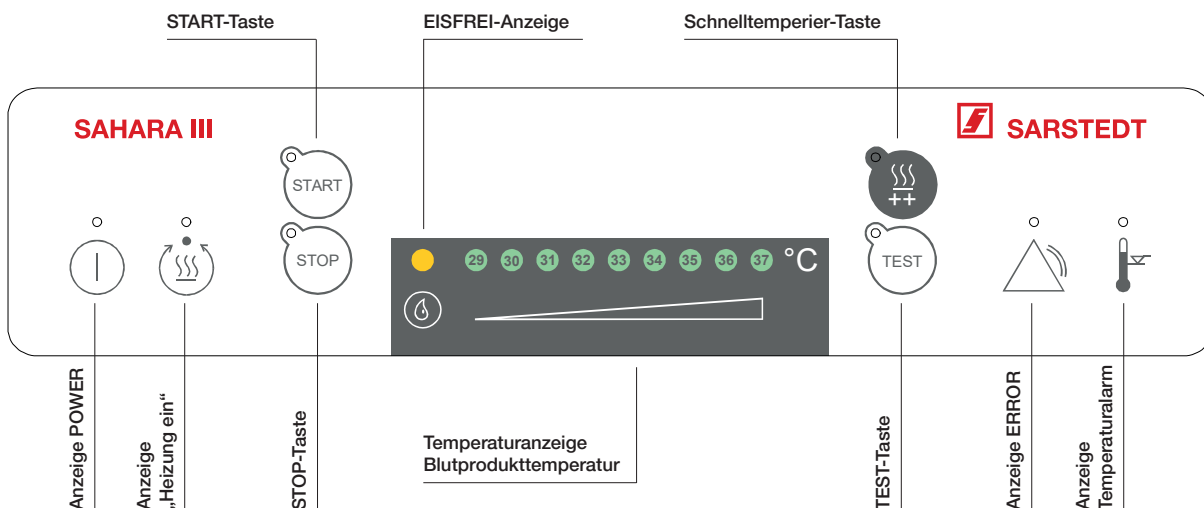 START-Taste
EISFREI-Anzeige
Schnelltemperier-Taste
SAHARA III
SARSTEDT
START
++
STOP
29 30 31 32 33 34 35 36 37 °C
TEST
Anzeige POWER
Anzeige
„Heizung ein“
STOP-Taste
Temperaturanzeige
Blutprodukttemperatur
TEST-Taste
Anzeige ERROR
Anzeige
Temperaturalarm